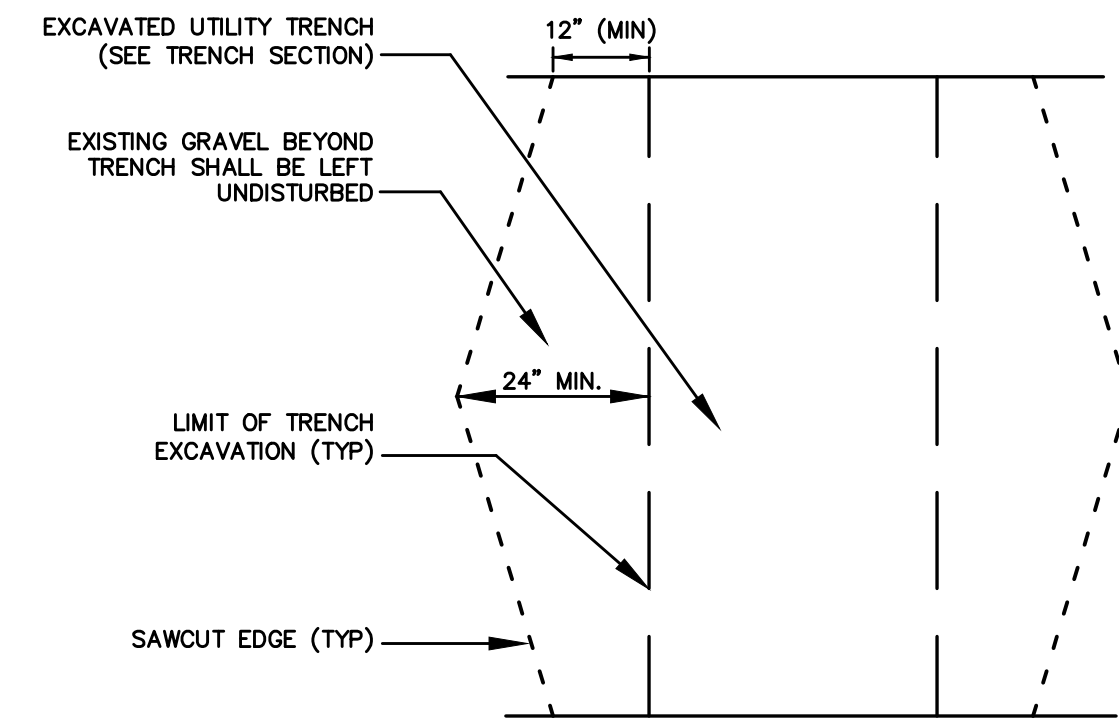 EXCAVATED UTILITY TRENCH
(SEE TRENCH SECTION)
12” (MIN)
EXISTING GRAVEL BEYOND
TRENCH SHALL BE LEFT
UNDISTURBED
24” MIN.
LIMIT OF TRENCH
EXCAVATION (TYP)
SAWCUT EDGE (TYP)